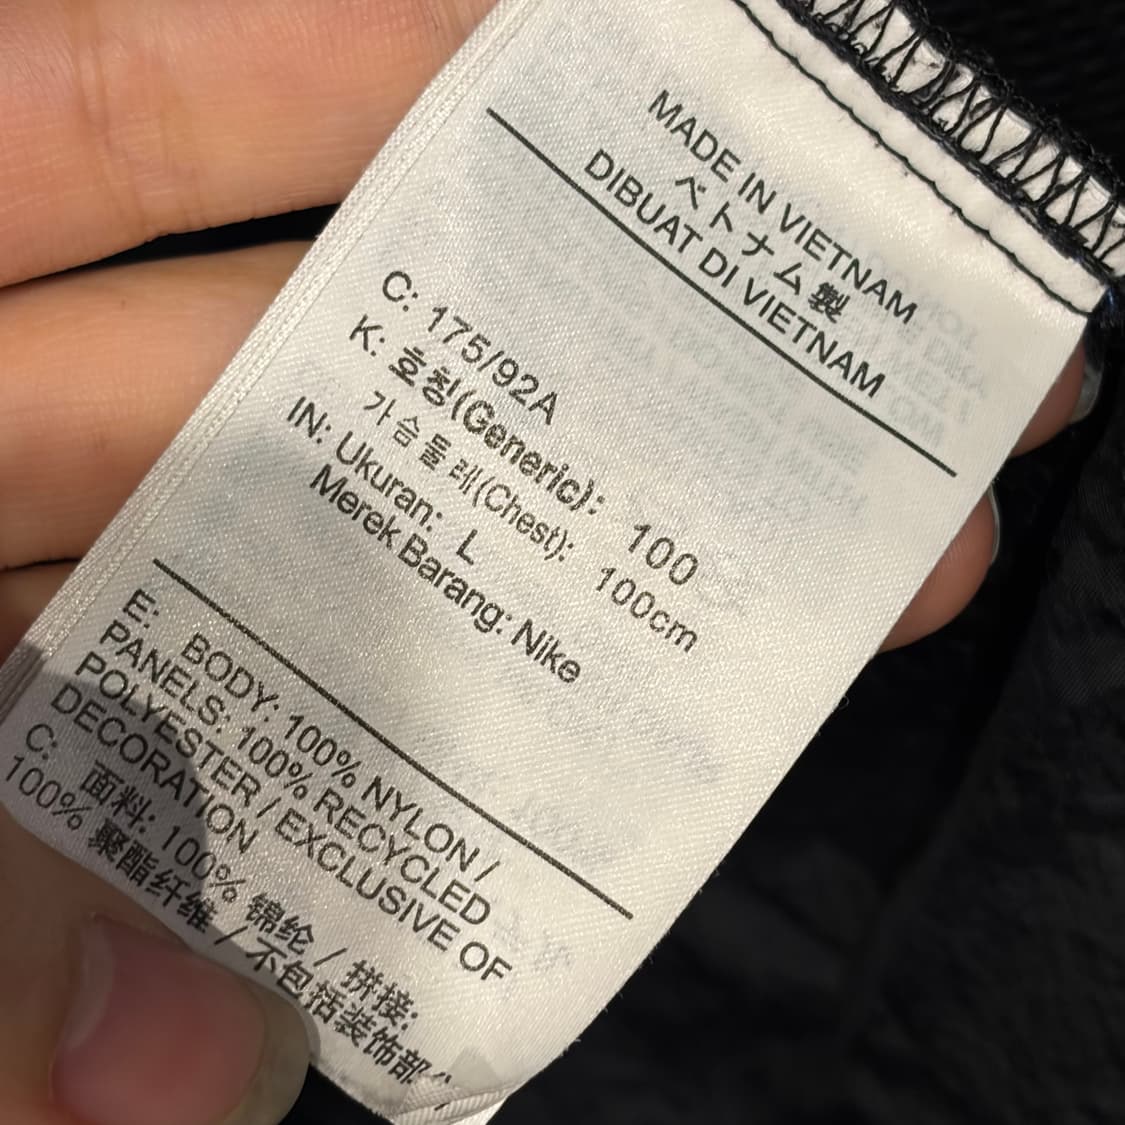 MADE IN VIETNAM
ベトナム製
DIBUAT DI VIETNAM
C: 175/92A
K: 호칭(Generic): 100
가슴둘레(Chest): 100cm
IN: Ukuran: L
Merek Barang: Nike
E: BODY: 100% NYLON /
PANELS: 100% RECYCLED
POLYESTER / EXCLUSIVE OF
DECORATION
C: 面料: 100% 锦纶 / 拼接:
100% 聚酯纤维 / 不包括装饰部